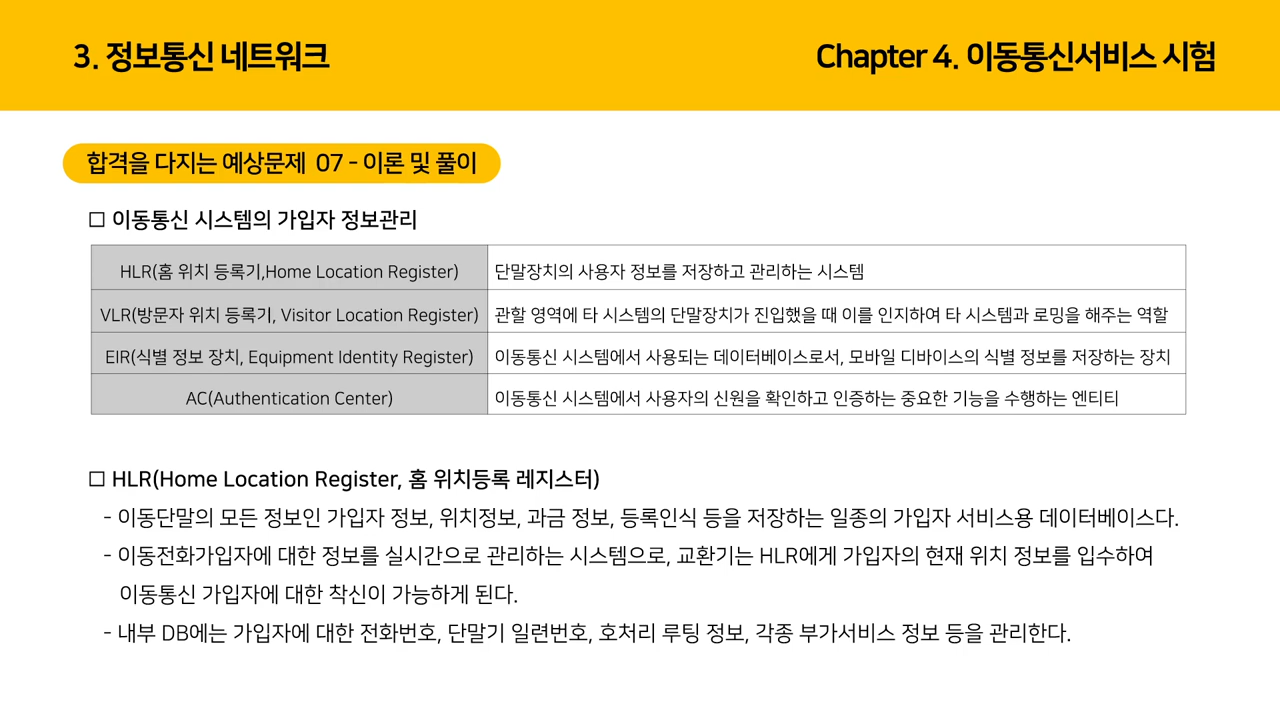 3. 정보통신 네트워크
Chapter 4. 이동통신서비스 시험
합격을 다지는 예상문제 07 - 이론 및 풀이
□ 이동통신 시스템의 가입자 정보관리
HLR(홈 위치 등록기,Home Location Register)
단말장치의 사용자 정보를 저장하고 관리하는 시스템
VLR(방문자 위치 등록기, Visitor Location Register)
관할 영역에 타 시스템의 단말장치가 진입했을 때 이를 인지하여 타 시스템과 로밍을 해주는 역할
EIR(식별 정보 장치, Equipment Identity Register)
이동통신 시스템에서 사용되는 데이터베이스로서, 모바일 디바이스의 식별 정보를 저장하는 장치
AC(Authentication Center)
이동통신 시스템에서 사용자의 신원을 확인하고 인증하는 중요한 기능을 수행하는 엔티티
□ HLR(Home Location Register, 홈 위치등록 레지스터)
- 이동단말의 모든 정보인 가입자 정보, 위치정보, 과금 정보, 등록인식 등을 저장하는 일종의 가입자 서비스용 데이터베이스다.
- 이동전화가입자에 대한 정보를 실시간으로 관리하는 시스템으로, 교환기는 HLR에게 가입자의 현재 위치 정보를 입수하여
이동통신 가입자에 대한 착신이 가능하게 된다.
- 내부 DB에는 가입자에 대한 전화번호, 단말기 일련번호, 호처리 루팅 정보, 각종 부가서비스 정보 등을 관리한다.